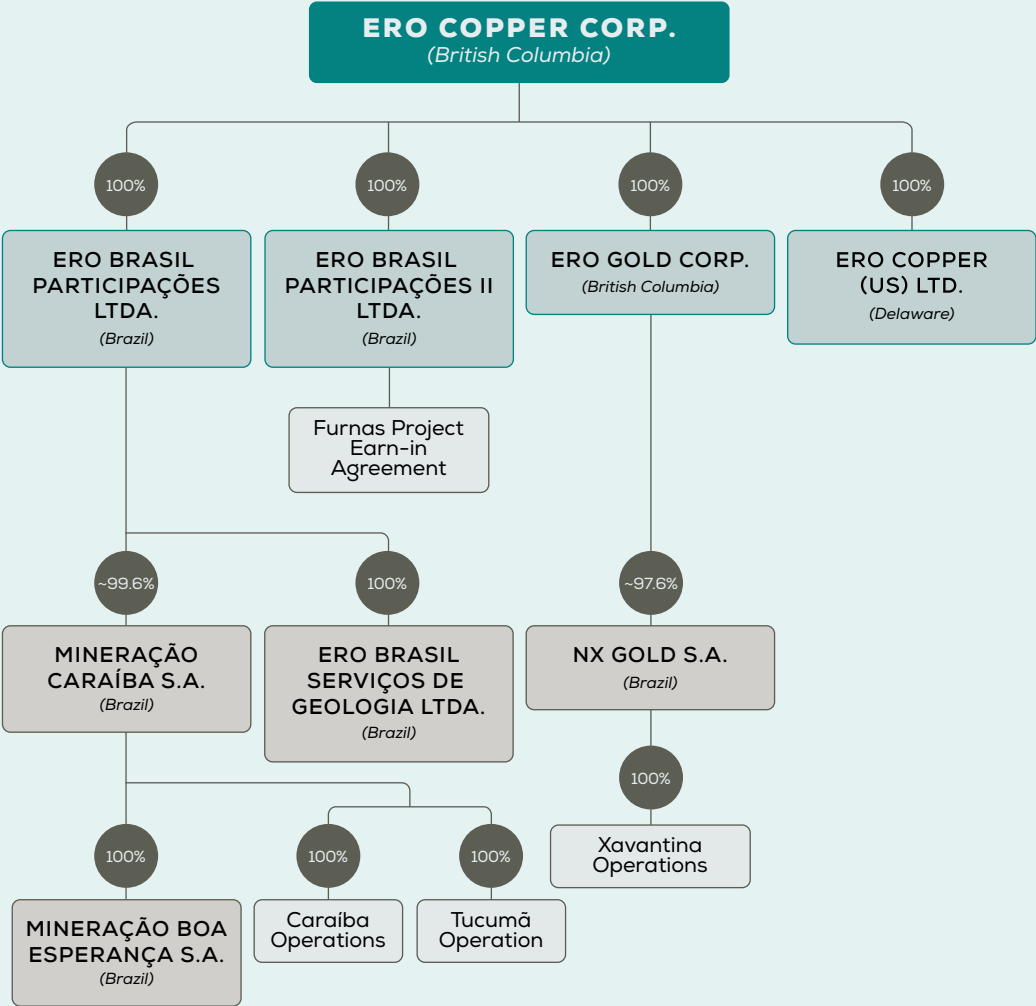 ERO COPPER CORP.
(British Columbia)
100%
100%
100%
100%
ERO BRASIL
PARTICIPAÇÕES
LTDA.
(Brazil)
ERO BRASIL
PARTICIPAÇÕES II
LTDA.
(Brazil)
ERO GOLD CORP.
(British Columbia)
ERO COPPER
(US) LTD.
(Delaware)
Furnas Project
Earn-in
Agreement
~99.6%
100%
~97.6%
MINERAÇÃO
CARAÍBA S.A.
(Brazil)
ERO BRASIL
SERVIÇOS DE
GEOLOGIA LTDA.
(Brazil)
NX GOLD S.A.
(Brazil)
100%
100%
100%
100%
Xavantina
Operations
MINERAÇÃO BOA
ESPERANÇA S.A.
(Brazil)
Caraíba
Operations
Tucumã
Operation